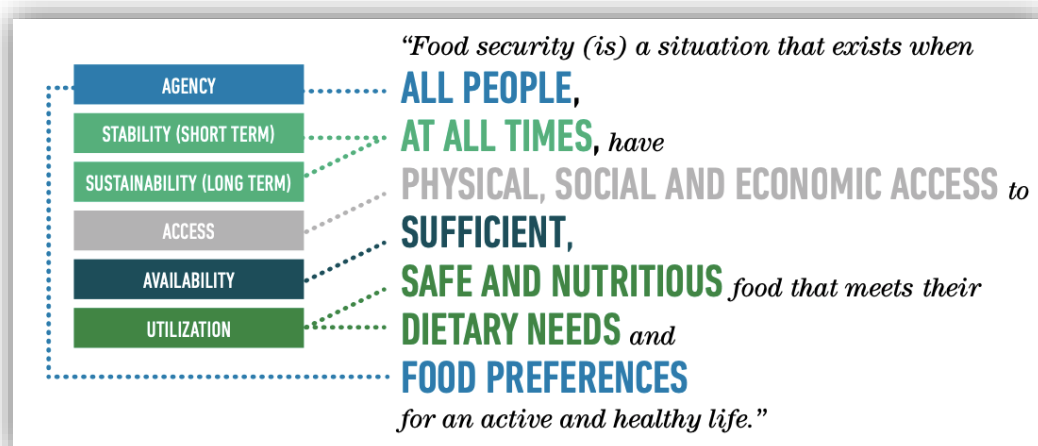 “Food security (is) a situation that exists when
AGENCY
ALL PEOPLE,
STABILITY (SHORT TERM)
AT ALL TIMES, have
SUSTAINABILITY (LONG TERM)
PHYSICAL, SOCIAL AND ECONOMIC ACCESS to
ACCESS
SUFFICIENT,
AVAILABILITY
SAFE AND NUTRITIOUS food that meets their
UTILIZATION
DIETARY NEEDS and
FOOD PREFERENCES
for an active and healthy life.”